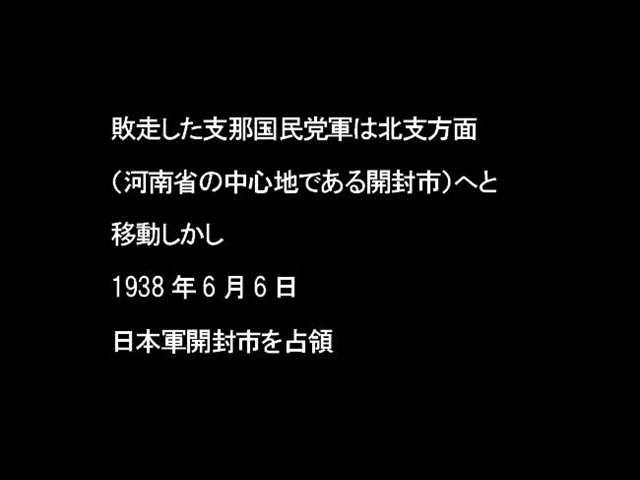 敗走した支那国民党軍は北支方面
（河南省の中心地である開封市）へと
移動しかし
1938 年 6 月 6 日
日本軍開封市を占領